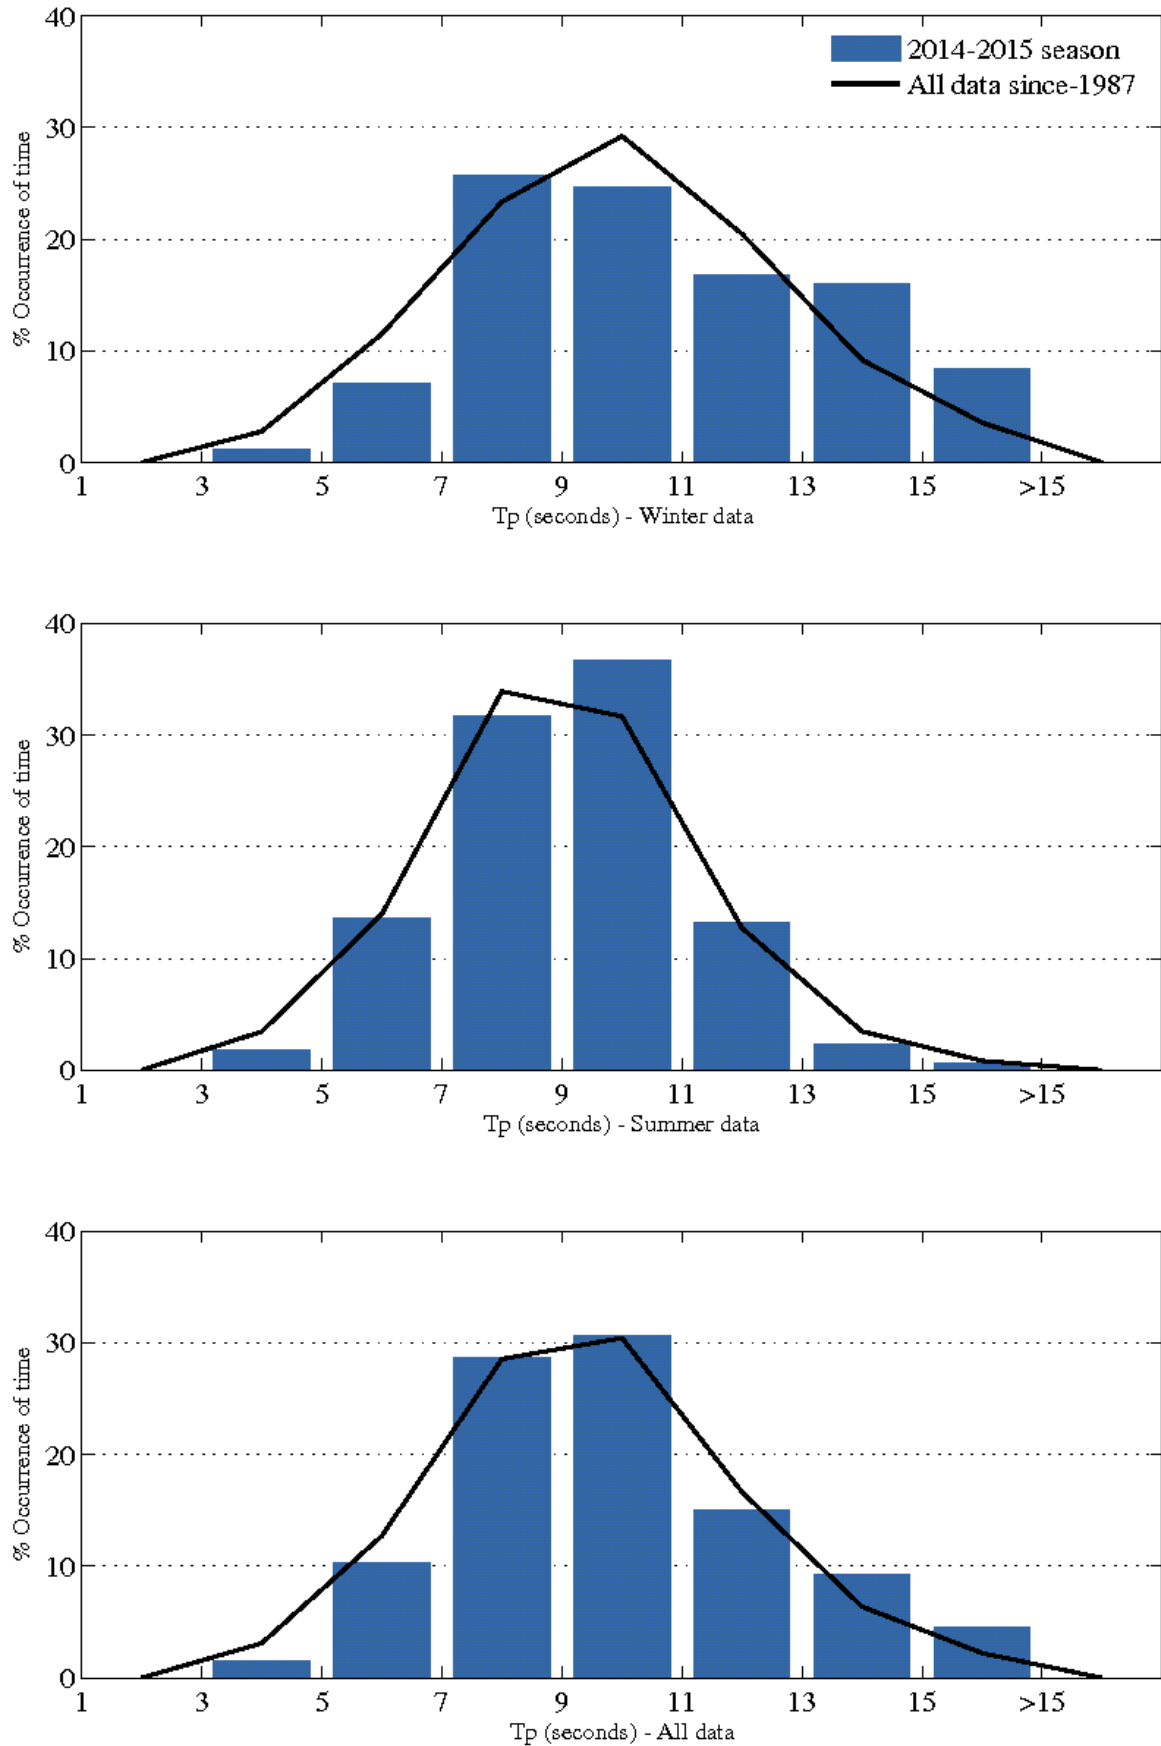 40
2014-2015 season
All data since-1987
30
20
10
0
% Occurrence of time
1 3 5 7 9 11 13 15 >15
Tp (seconds) - Winter data
40
30
20
10
0
% Occurrence of time
1 3 5 7 9 11 13 15 >15
Tp (seconds) - Summer data
40
30
20
10
0
% Occurrence of time
1 3 5 7 9 11 13 15 >15
Tp (seconds) - All data